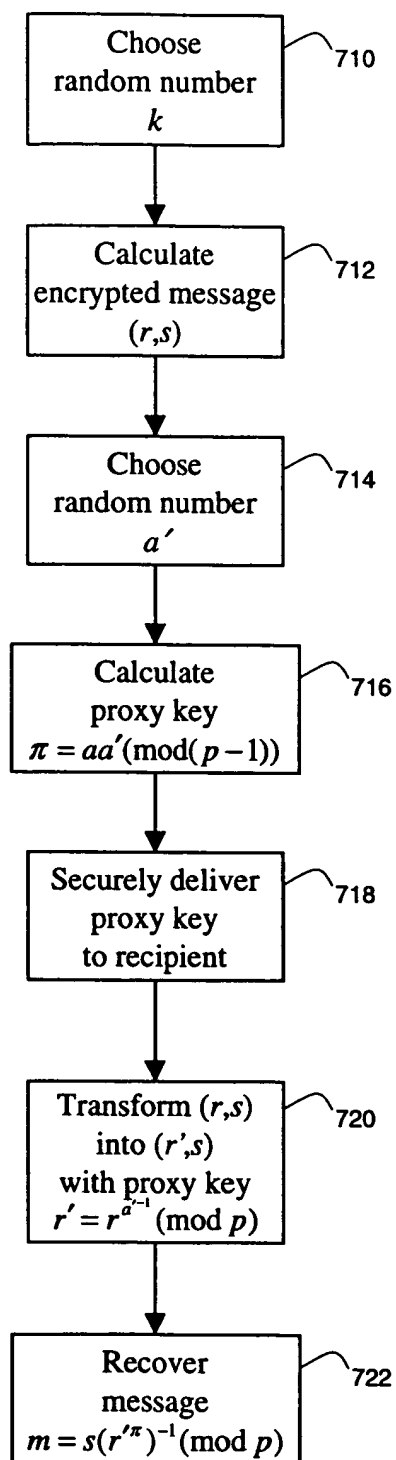 Choose
random number
k
710
Calculate
encrypted message
(r,s)
712
Choose
random number
a′
714
Calculate
proxy key
π = aa′(mod(p−1))
716
Securely deliver
proxy key
to recipient
718
Transform (r,s)
into (r',s)
with proxy key
r' = r^{a'^{-1}} (mod p)
720
Recover
message
m = s(r'^π)^{-1} (mod p)
722